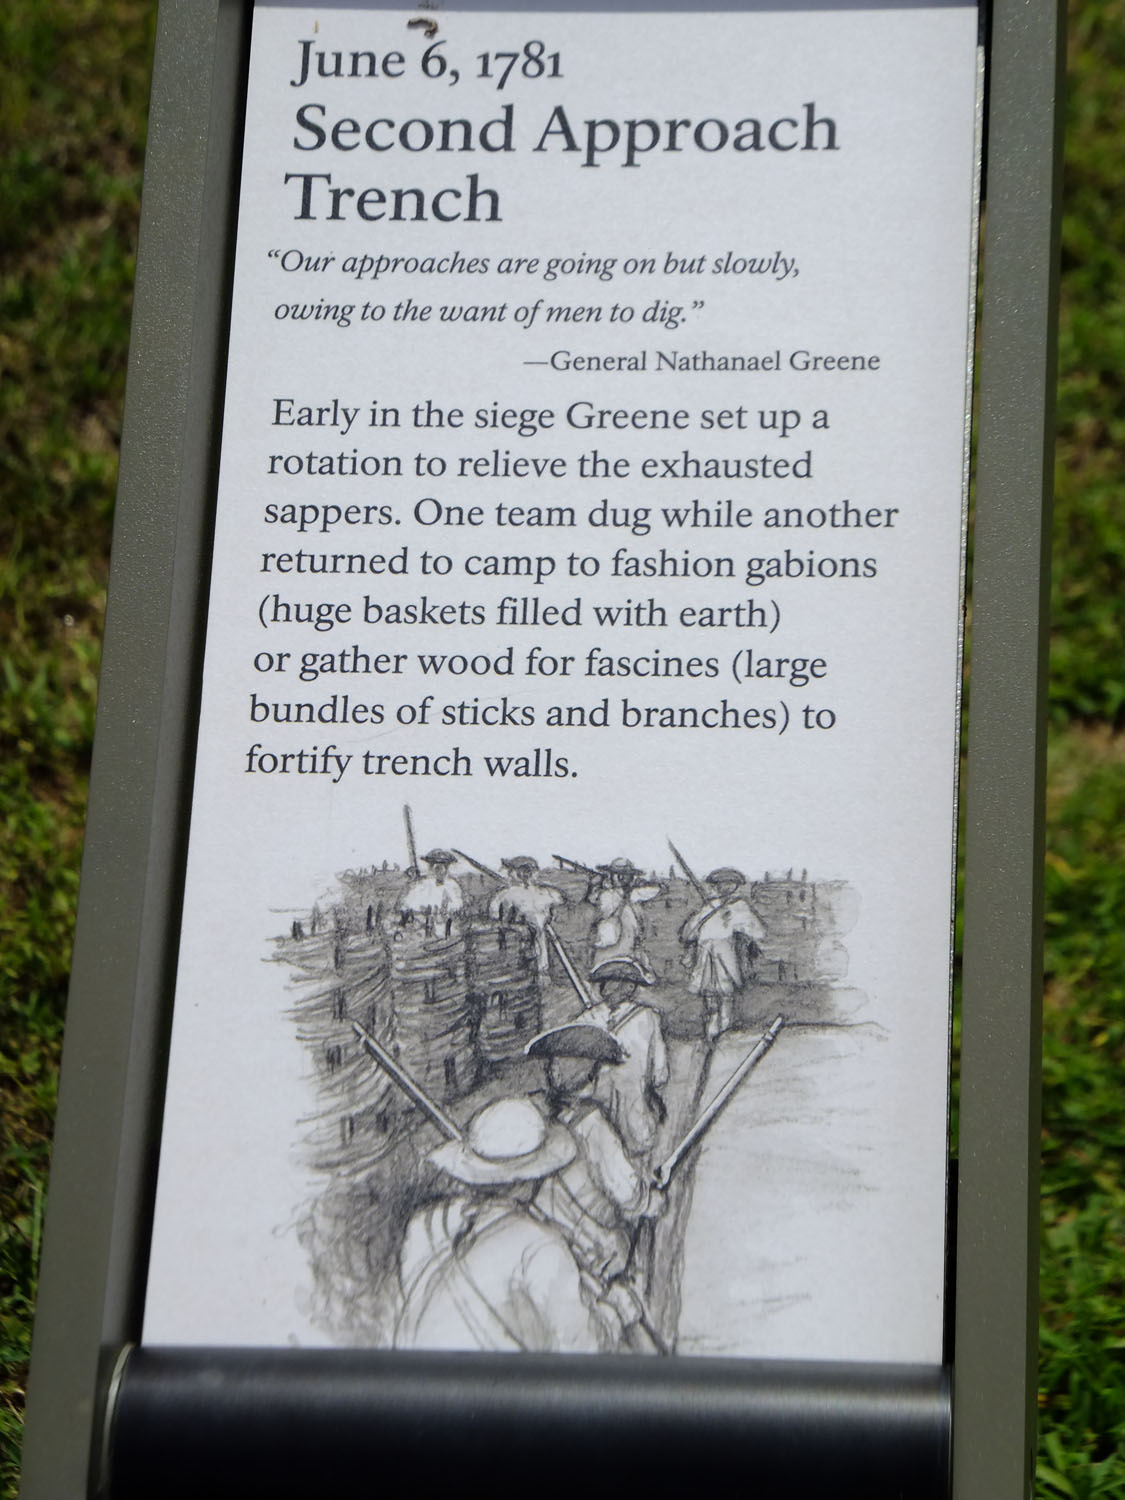 June 6, 1781
Second Approach
Trench
“Our approaches are going on but slowly,
owing to the want of men to dig.”
—General Nathanael Greene
Early in the siege Greene set up a
rotation to relieve the exhausted
sappers. One team dug while another
returned to camp to fashion gabions
(huge baskets filled with earth)
or gather wood for fascines (large
bundles of sticks and branches) to
fortify trench walls.